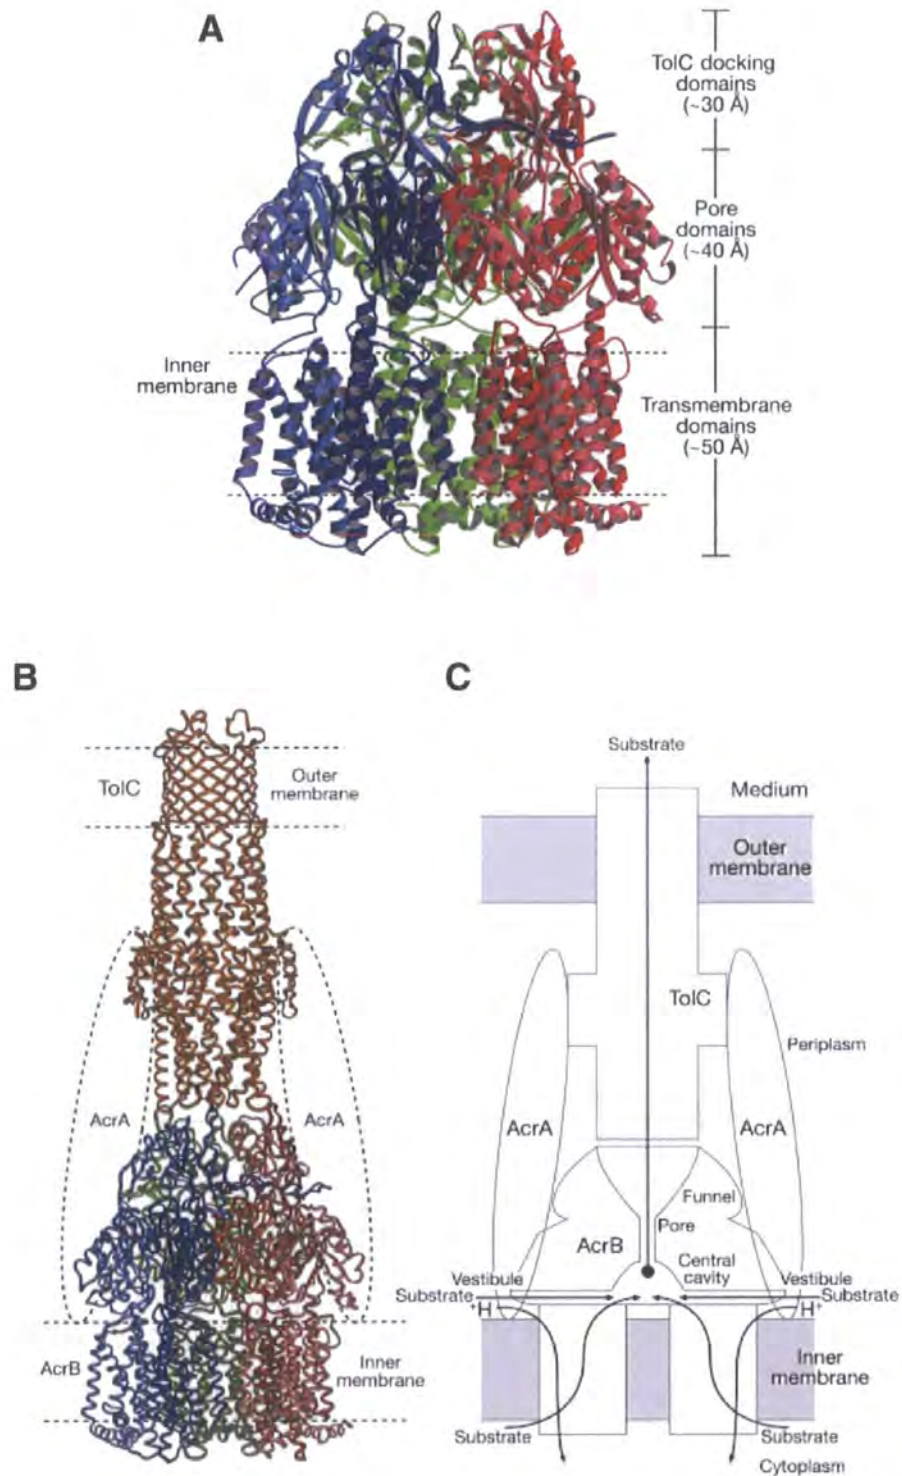 A
TolC docking
domains
(~30 Å)
Pore
domains
(~40 Å)
Inner
membrane
Transmembrane
domains
(~50 Å)
B
TolC
Outer
membrane
AcrA
AcrA
AcrB
Inner
membrane
C
Substrate
Medium
Outer
membrane
TolC
Periplasm
AcrA
AcrA
Funnel
Pore
AcrB
Central
cavity
Vestibule
Vestibule
Substrate
Substrate
+H
H+
Inner
membrane
Substrate
Substrate
Cytoplasm